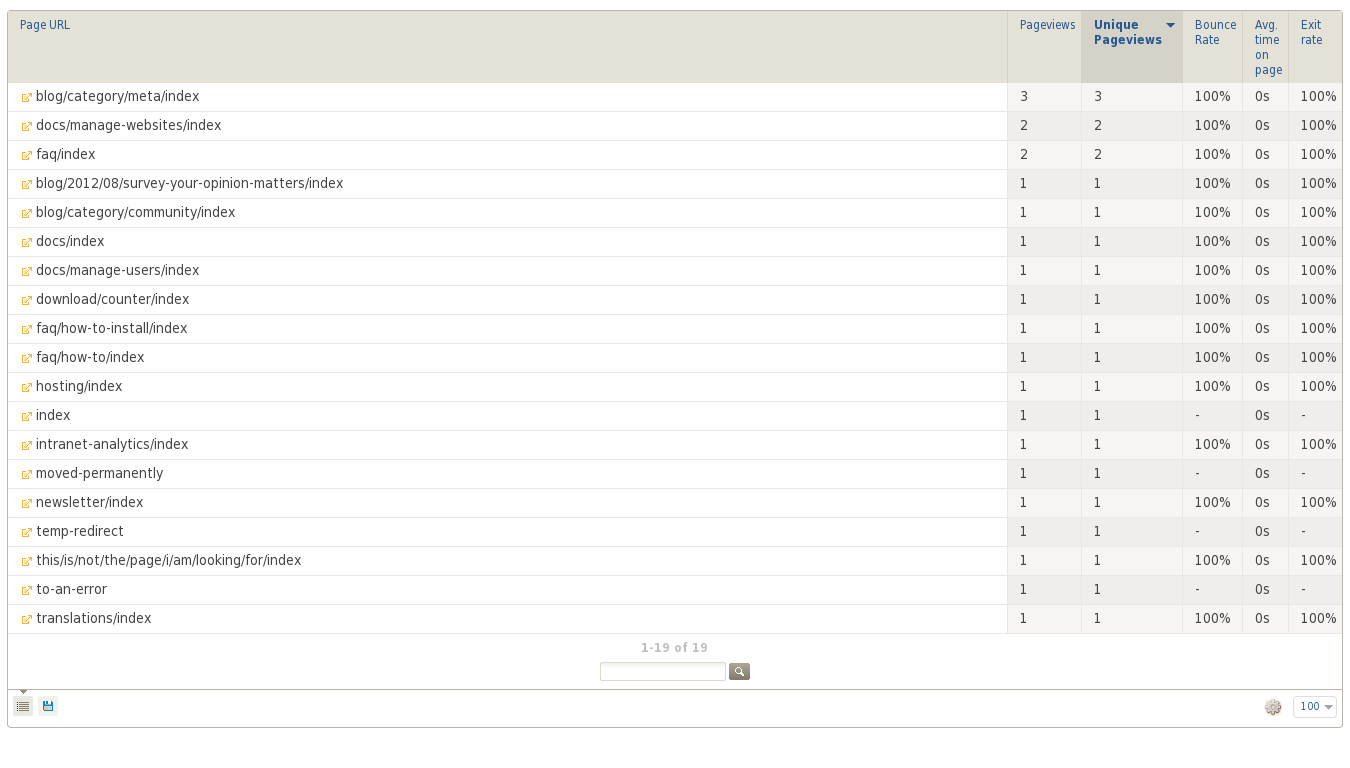 Page URL Pageviews Unique Pageviews Bounce Rate Avg. time on page Exit rate
blog/category/meta/index 3 3 100% 0s 100%
docs/manage-websites/index 2 2 100% 0s 100%
faq/index 2 2 100% 0s 100%
blog/2012/08/survey-your-opinion-matters/index 1 1 100% 0s 100%
blog/category/community/index 1 1 100% 0s 100%
docs/index 1 1 100% 0s 100%
docs/manage-users/index 1 1 100% 0s 100%
download/counter/index 1 1 100% 0s 100%
faq/how-to-install/index 1 1 100% 0s 100%
faq/how-to/index 1 1 100% 0s 100%
hosting/index 1 1 100% 0s 100%
index 1 1 - 0s -
intranet-analytics/index 1 1 100% 0s 100%
moved-permanently 1 1 - 0s -
newsletter/index 1 1 100% 0s 100%
temp-redirect 1 1 - 0s -
this/is/not/the/page/i/am/looking/for/index 1 1 100% 0s 100%
to-an-error 1 1 - 0s -
translations/index 1 1 100% 0s 100%
1-19 of 19
100